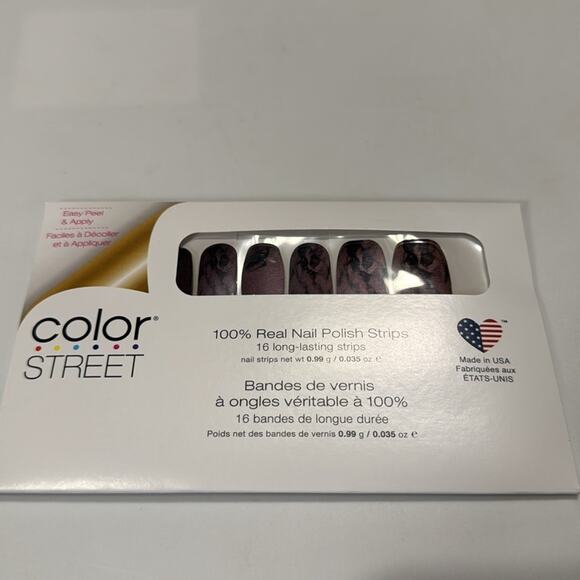 Easy Peel
& Apply
Faciles à Décoller
et à Appliquer
color®
STREET
100% Real Nail Polish Strips
16 long-lasting strips
nail strips net wt 0.99 g / 0.035 oz e
Bandes de vernis
à ongles véritable à 100%
16 bandes de longue durée
Poids net des bandes de vernis 0.99 g / 0.035 oz e
TM
Made in USA
Fabriquées aux
ÉTATS-UNIS